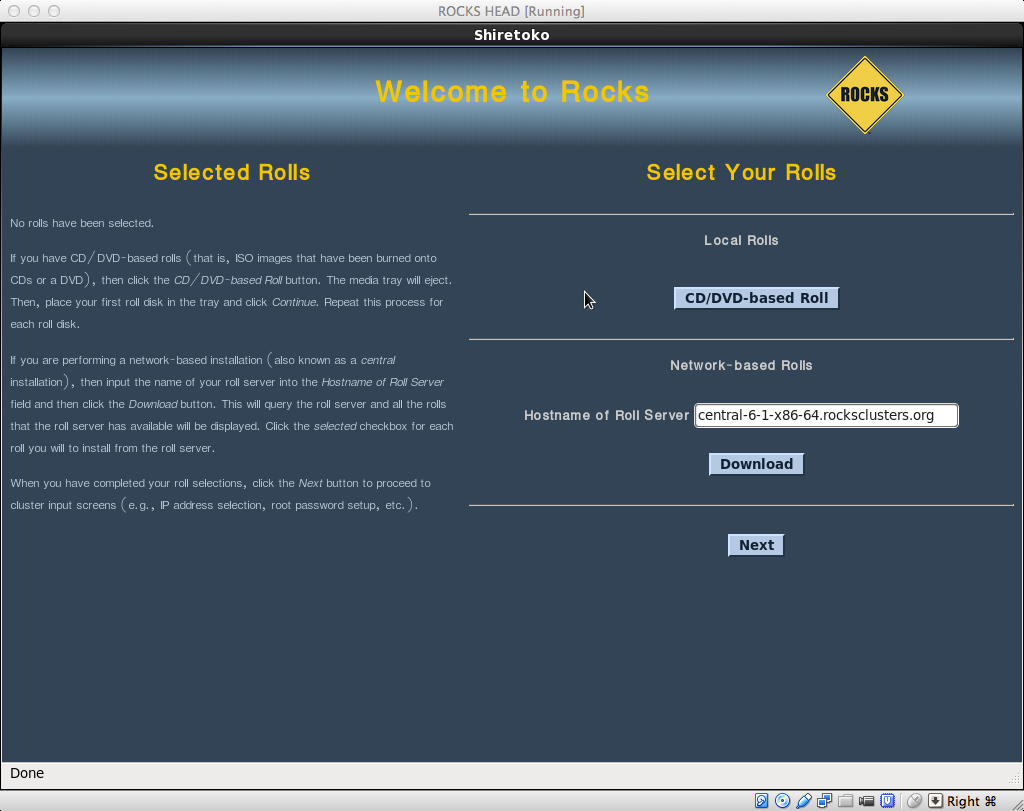 ROCKS HEAD [Running]
Shiretoko
Welcome to Rocks
ROCKS
Selected Rolls
No rolls have been selected.
If you have CD/DVD-based rolls (that is, ISO images that have been burned onto
CDs or a DVD), then click the CD/DVD-based Roll button. The media tray will eject.
Then, place your first roll disk in the tray and click Continue. Repeat this process for
each roll disk.
If you are performing a network-based installation (also known as a central
installation), then input the name of your roll server into the Hostname of Roll Server
field and then click the Download button. This will query the roll server and all the rolls
that the roll server has available will be displayed. Click the selected checkbox for each
roll you will to install from the roll server.
When you have completed your roll selections, click the Next button to proceed to
cluster input screens (e.g., IP address selection, root password setup, etc.).
Select Your Rolls
Local Rolls
CD/DVD-based Roll
Network-based Rolls
Hostname of Roll Server central-6-1-x86-64.rocksclusters.org
Download
Next
Done
Right ⌘